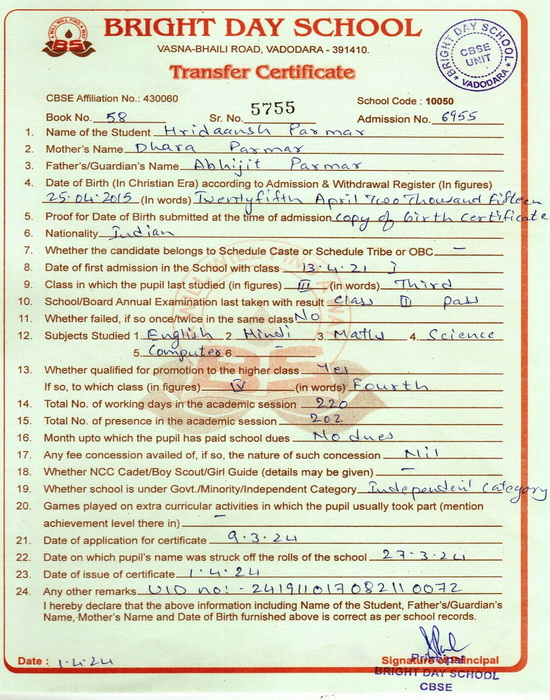 BRIGHT DAY SCHOOL
VASNA-BHAILI ROAD, VADODARA - 391410.
Transfer Certificate
BRIGHT DAY SCHOOL
CBSE UNIT
VADODARA
CBSE Affiliation No.: 430060 School Code : 10050
Book No. 58 Sr. No. 5755 Admission No. 6955
1. Name of the Student Hridaansh Parmar
2. Mother's Name Dhara Parmar
3. Father's/Guardian's Name Abhijit Parmar
4. Date of Birth (In Christian Era) according to Admission & Withdrawal Register (In figures)
25.04.2015 (In words) Twentyfifth April Two Thousand Fifteen
5. Proof for Date of Birth submitted at the time of admission copy of birth certificate
6. Nationality Indian
7. Whether the candidate belongs to Schedule Caste or Schedule Tribe or OBC –
8. Date of first admission in the School with class 13.4.21
9. Class in which the pupil last studied (in figures) III (in words) Third
10. School/Board Annual Examination last taken with result class III pass
11. Whether failed, if so once/twice in the same class No
12. Subjects Studied 1. English 2. Hindi 3. Maths 4. Science
5. Computer 6.
13. Whether qualified for promotion to the higher class Yes
If so, to which class (in figures) IV (in words) Fourth
14. Total No. of working days in the academic session 220
15. Total No. of presence in the academic session 202
16. Month upto which the pupil has paid school dues No dues
17. Any fee concession availed of, if so, the nature of such concession Nil
18. Whether NCC Cadet/Boy Scout/Girl Guide (details may be given) –
19. Whether school is under Govt./Minority/Independent Category Independent Category
20. Games played on extra curricular activities in which the pupil usually took part (mention
achievement level there in) –
21. Date of application for certificate 9.3.24
22. Date on which pupil's name was struck off the rolls of the school 27.3.24
23. Date of issue of certificate 1.4.24
24. Any other remarks UID no:- 241911017082110072
I hereby declare that the above information including Name of the Student, Father's/Guardian's
Name, Mother's Name and Date of Birth furnished above is correct as per school records.
Date : 1.4.24 Signature of Principal
Principal
BRIGHT DAY SCHOOL
CBSE